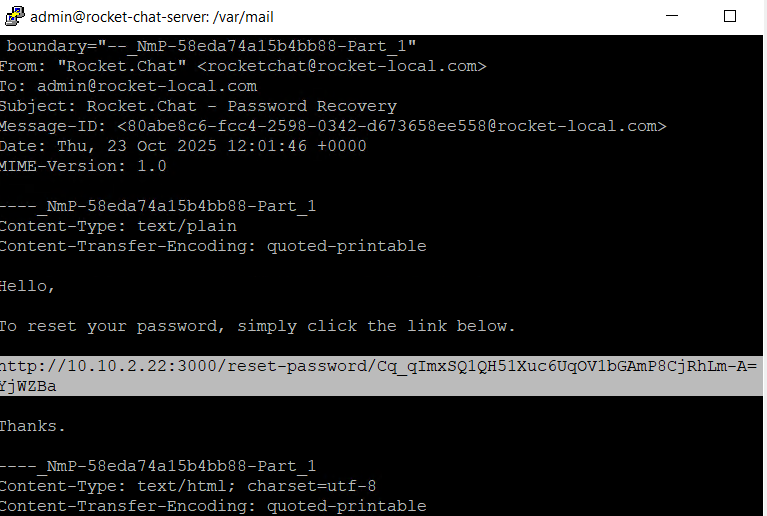 admin@rocket-chat-server: /var/mail
boundary="--_NmP-58eda74a15b4bb88-Part_1"
From: "Rocket.Chat" <rocketchat@rocket-local.com>
To: admin@rocket-local.com
Subject: Rocket.Chat - Password Recovery
Message-ID: <80abe8c6-fcc4-2598-0342-d673658ee558@rocket-local.com>
Date: Thu, 23 Oct 2025 12:01:46 +0000
MIME-Version: 1.0
----_NmP-58eda74a15b4bb88-Part_1
Content-Type: text/plain
Content-Transfer-Encoding: quoted-printable
Hello,
To reset your password, simply click the link below.
http://10.10.2.22:3000/reset-password/Cq_qImxSQ1QH51Xuc6UqOV1bGAmP8CjRhLm-A=
YjWZBa
Thanks.
----_NmP-58eda74a15b4bb88-Part_1
Content-Type: text/html; charset=utf-8
Content-Transfer-Encoding: quoted-printable